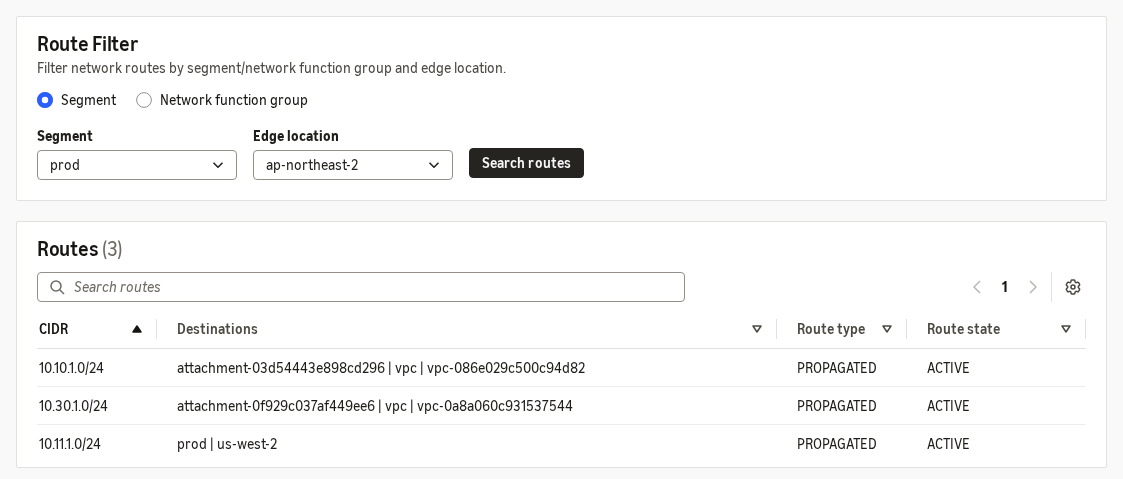 Route Filter
Filter network routes by segment/network function group and edge location.
Segment Network function group
Segment Edge location
prod ap-northeast-2 Search routes
Routes (3)
Search routes 1
CIDR Destinations Route type Route state
10.10.1.0/24 attachment-03d54443e898cd296 | vpc | vpc-086e029c500c94d82 PROPAGATED ACTIVE
10.30.1.0/24 attachment-0f929c037af449ee6 | vpc | vpc-0a8a060c931537544 PROPAGATED ACTIVE
10.11.1.0/24 prod | us-west-2 PROPAGATED ACTIVE